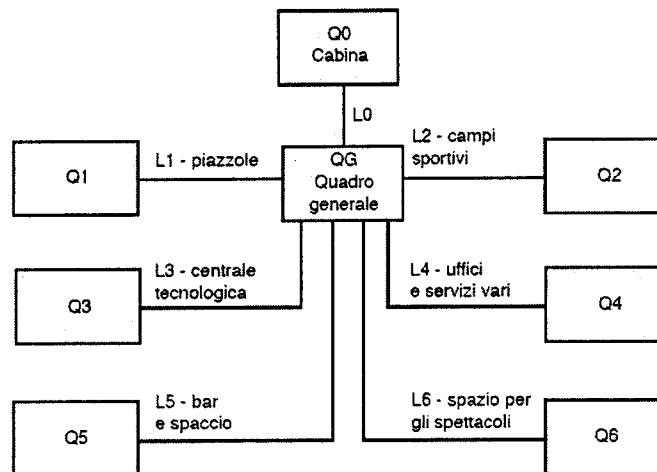 Q0
Cabina
L0
L1 - piazzole
QG
Quadro
generale
L2 - campi
sportivi
Q1
Q2
L3 - centrale
tecnologica
L4 - uffici
e servizi vari
Q3
Q4
L5 - bar
e spaccio
L6 - spazio per
gli spettacoli
Q5
Q6